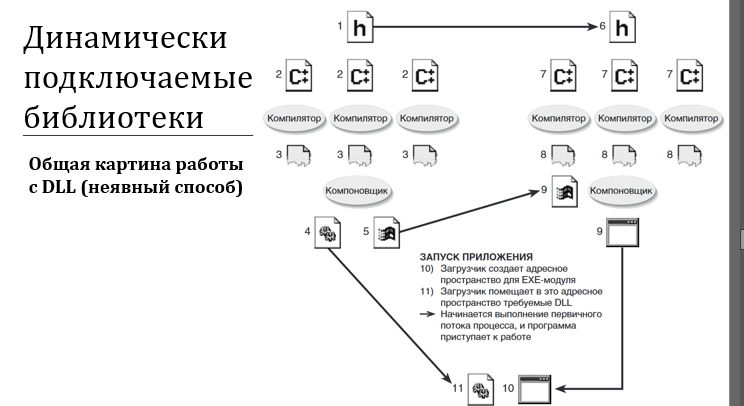 Динамически
подключаемые
библиотеки
Общая картина работы
с DLL (неявный способ)
1 h 6 h
2 C++ 2 C++ 2 C++ 7 C++ 7 C++ 7 C++
Компилятор Компилятор Компилятор Компилятор Компилятор Компилятор
3 3 3 8 8 8
Компоновщик 9 Компоновщик
4 5 9
ЗАПУСК ПРИЛОЖЕНИЯ
10) Загрузчик создает адресное
пространство для EXE-модуля
11) Загрузчик помещает в это адресное
пространство требуемые DLL
Начинается выполнение первичного
потока процесса, и программа
приступает к работе
11 10